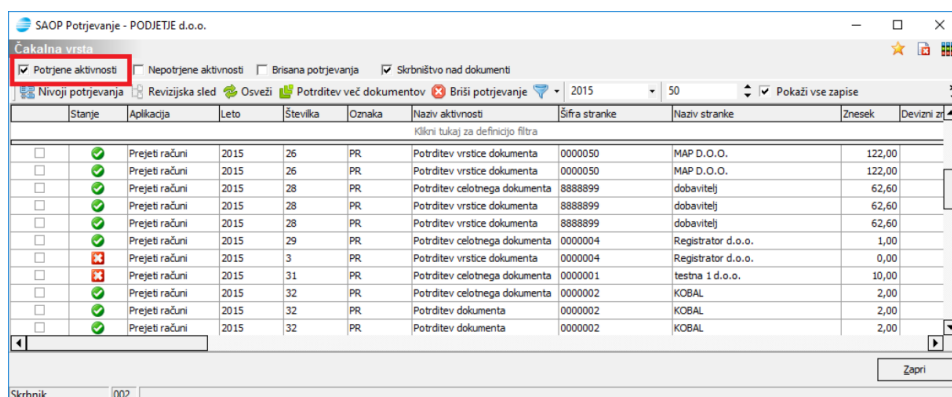 SAOP Potrjevanje - PODJETJE d.o.o.
Čakalna vrsta
Potrjene aktivnosti Nepotrjene aktivnosti Brisana potrjevanja Skrbništvo nad dokumenti
Nivoji potrjevanja Revizijska sled Osveži Potrditev več dokumentov Briši potrjevanje 2015 50 Pokaži vse zapise
Stanje Aplikacija Leto Številka Oznaka Naziv aktivnosti Šifra stranke Naziv stranke Znesek Devizni
Klikni tukaj za definicijo filtra
Prejeti računi 2015 26 PR Potrditev vrstice dokumenta 0000050 MAP D.O.O. 122,00
Prejeti računi 2015 26 PR Potrditev vrstice dokumenta 0000050 MAP D.O.O. 122,00
Prejeti računi 2015 28 PR Potrditev celotnega dokumenta 8888899 dobavitelj 62,60
Prejeti računi 2015 28 PR Potrditev vrstice dokumenta 8888899 dobavitelj 62,60
Prejeti računi 2015 28 PR Potrditev vrstice dokumenta 8888899 dobavitelj 62,60
Prejeti računi 2015 29 PR Potrditev celotnega dokumenta 0000004 Registrator d.o.o. 1,00
Prejeti računi 2015 3 PR Potrditev vrstice dokumenta 0000004 Registrator d.o.o. 0,00
Prejeti računi 2015 31 PR Potrditev celotnega dokumenta 0000001 testna 1 d.o.o. 10,00
Prejeti računi 2015 32 PR Potrditev celotnega dokumenta 0000002 KOBAL 2,00
Prejeti računi 2015 32 PR Potrditev dokumenta 0000002 KOBAL 2,00
Prejeti računi 2015 32 PR Potrditev dokumenta 0000002 KOBAL 2,00
Zapri
Skrbnik 002